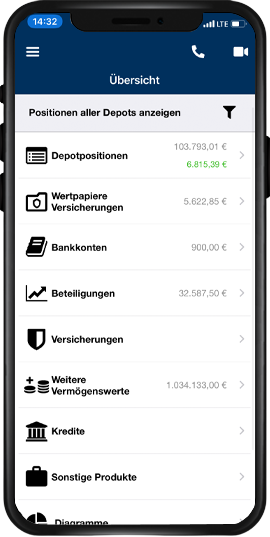 14:32
LTE
Übersicht
Positionen aller Depots anzeigen
103.793,01 €
Depotpositionen
6.815,39 €
Wertpapiere
Versicherungen
5.622,85 €
Bankkonten
900,00 €
Beteiligungen
32.587,50 €
Versicherungen
Weitere
Vermögenswerte
1.034.133,00 €
Kredite
Sonstige Produkte
Diagramme